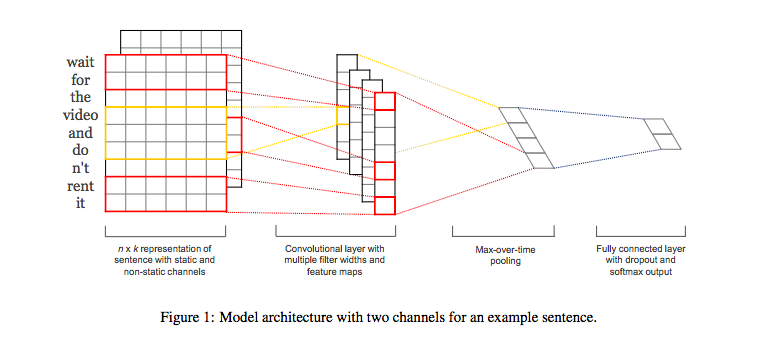 wait
for
the
video
and
do
n't
rent
it
n x k representation of
sentence with static and
non-static channels
Convolutional layer with
multiple filter widths and
feature maps
Max-over-time
pooling
Fully connected layer
with dropout and
softmax output
Figure 1: Model architecture with two channels for an example sentence.